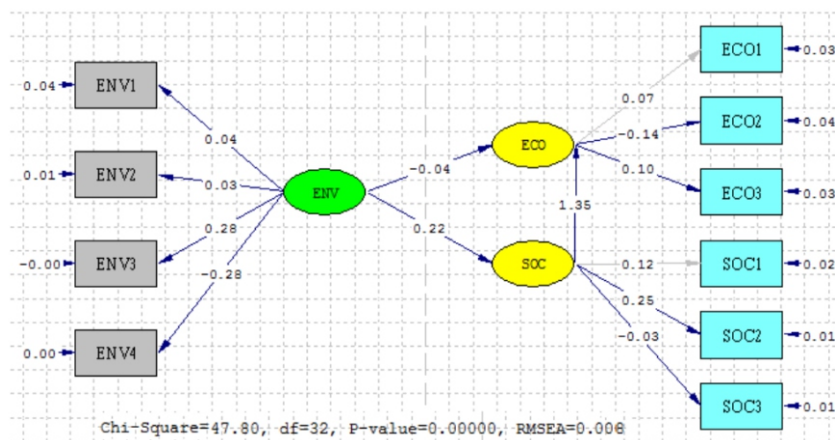 ECO1 0.03
0.04 ENV1
0.07
ECO2 0.04
-0.14
0.04
ECO
0.01 ENV2 0.03 -0.04 0.10
ECO3 0.03
ENV
1.35
0.28 0.22
-0.00 ENV3 SOC 0.12 SOC1 0.02
-0.28
0.25
-0.03 SOC2 0.01
0.00 ENV4
SOC3 0.01
Chi-Square=47.80, df=32, P-value=0.00000, RMSEA=0.006